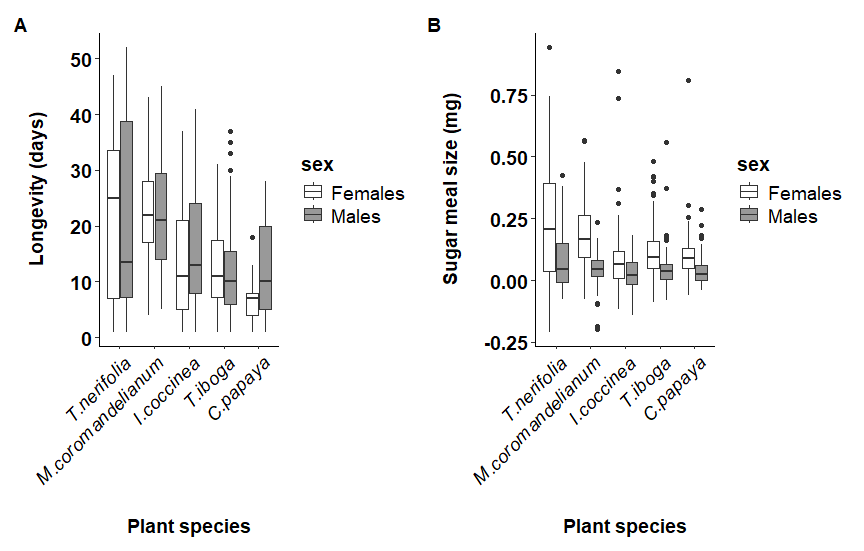 A
Longevity (days)
50
40
30
20
10
0
T.nerifolia
M.coromandelianum
I.coccinea
T.iboga
C.papaya
Plant species
sex
Females
Males
B
Sugar meal size (mg)
0.75
0.50
0.25
0.00
-0.25
T.nerifolia
M.coromandelianum
I.coccinea
T.iboga
C.papaya
Plant species
sex
Females
Males